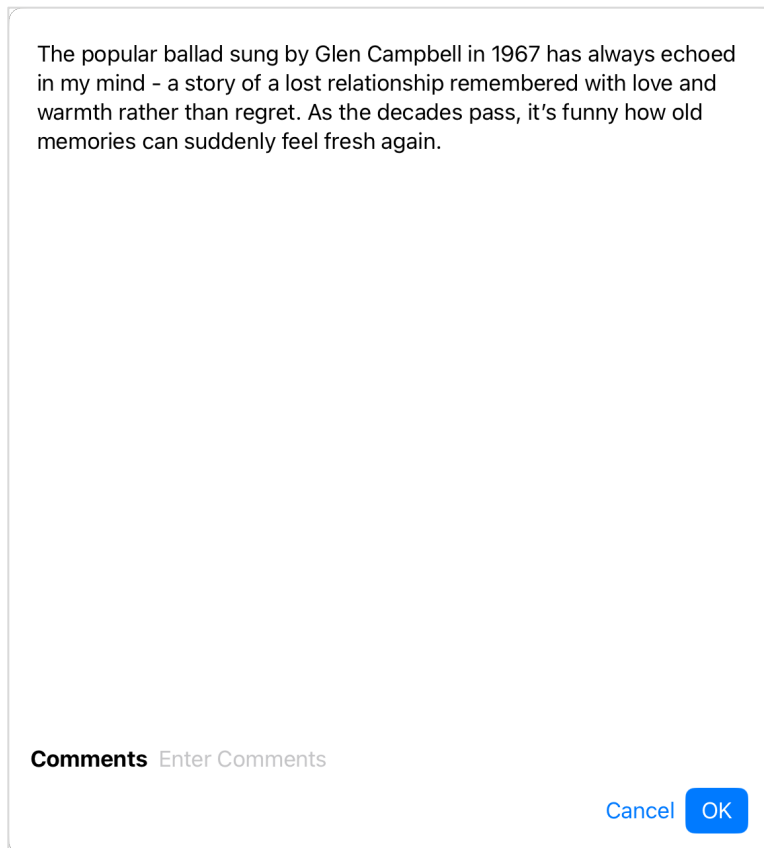 The popular ballad sung by Glen Campbell in 1967 has always echoed
in my mind - a story of a lost relationship remembered with love and
warmth rather than regret. As the decades pass, it’s funny how old
memories can suddenly feel fresh again.
Comments Enter Comments
Cancel OK